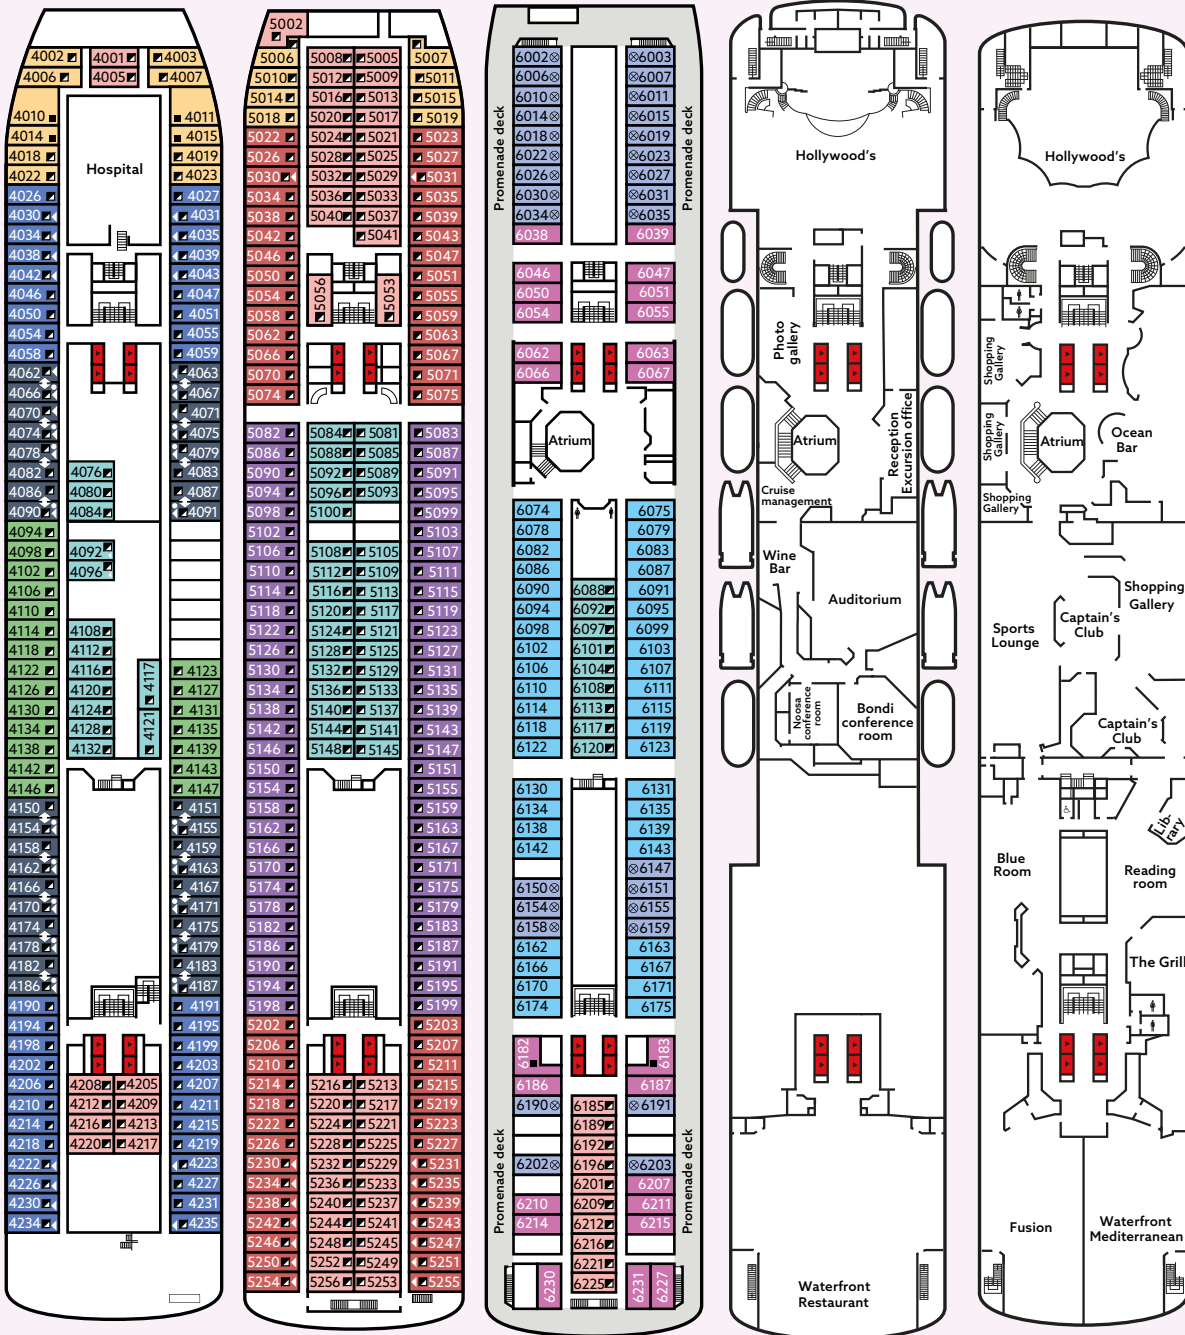 4002 4001 4003
4006 4005 4007
4010 4011
4014 4015
Hospital
4018 4019
4022 4023
4026 4027
4030 4031
4034 4035
4038 4039
4042 4043
4046 4047
4050 4051
4054 4055
4058 4059
4062 4063
4066 4067
4070 4071
4074 4075
4078 4079
4082 4076 4083
4086 4080 4087
4090 4084 4091
4094
4098 4092
4102 4096
4106
4110
4114 4108
4118 4112
4122 4116 4117 4123
4126 4120 4127
4130 4124 4121 4131
4134 4128 4135
4138 4132 4139
4142 4143
4146 4147
4150 4151
4154 4155
4158 4159
4162 4163
4166 4167
4170 4171
4174 4175
4178 4179
4182 4183
4186 4187
4190 4191
4194 4195
4198 4199
4202 4203
4206 4208 4205 4207
4210 4212 4209 4211
4214 4216 4213 4215
4218 4220 4217 4219
4222 4223
4226 4227
4230 4231
4234 4235
5002
5006 5008 5005 5007
5010 5012 5009 5011
5014 5016 5013 5015
5018 5020 5017 5019
5022 5024 5021 5023
5026 5028 5025 5027
5030 5032 5029 5031
5034 5036 5033 5035
5038 5040 5037 5039
5042 5041 5043
5046 5047
5050 5056 5053 5051
5054 5055
5058 5059
5062 5063
5066 5067
5070 5071
5074 5075
5082 5084 5081 5083
5086 5088 5085 5087
5090 5092 5089 5091
5094 5096 5093 5095
5098 5100 5099
5102 5103
5106 5108 5105 5107
5110 5112 5109 5111
5114 5116 5113 5115
5118 5120 5117 5119
5122 5124 5121 5123
5126 5128 5125 5127
5130 5132 5129 5131
5134 5136 5133 5135
5138 5140 5137 5139
5142 5144 5141 5143
5146 5148 5145 5147
5150 5151
5154 5155
5158 5159
5162 5163
5166 5167
5170 5171
5174 5175
5178 5179
5182 5183
5186 5187
5190 5191
5194 5195
5198 5199
5202 5203
5206 5207
5210 5211
5214 5216 5213 5215
5218 5220 5217 5219
5222 5224 5221 5223
5226 5228 5225 5227
5230 5232 5229 5231
5234 5236 5233 5235
5238 5240 5237 5239
5242 5244 5241 5243
5246 5248 5245 5247
5250 5252 5249 5251
5254 5256 5253 5255
Promenade deck
Promenade deck
6002 6003
6006 6007
6010 6011
6014 6015
6018 6019
6022 6023
6026 6027
6030 6031
6034 6035
6038 6039
6046 6047
6050 6051
6054 6055
6062 6063
6066 6067
Atrium
6074 6075
6078 6079
6082 6083
6086 6087
6090 6088 6091
6094 6092 6095
6098 6097 6099
6102 6101 6103
6106 6104 6107
6110 6108 6111
6114 6113 6115
6118 6117 6119
6122 6120 6123
6130 6131
6134 6135
6138 6139
6142 6143
6147
6150 6151
6154 6155
6158 6159
6162 6163
6166 6167
6170 6171
6174 6175
6182 6183
6186 6187
6190 6185 6191
6189
6192
6202 6196 6203
6201 6207
6210 6209 6211
6214 6212 6215
6216
6221
6230 6225 6231 6227
Promenade deck
Promenade deck
Hollywood's
Photo
gallery
Atrium
Reception
Excursion office
Cruise
management
Wine
Bar
Auditorium
Noosa
conference
room
Bondi
conference
room
Waterfront
Restaurant
Hollywood's
Shopping
Gallery
Shopping
Gallery
Atrium
Ocean
Bar
Shopping
Gallery
Shopping
Gallery
Sports
Lounge
Captain's
Club
Captain's
Club
Lib-
rary
Blue
Room
Reading
room
The Grill
Fusion
Waterfront
Mediterranean